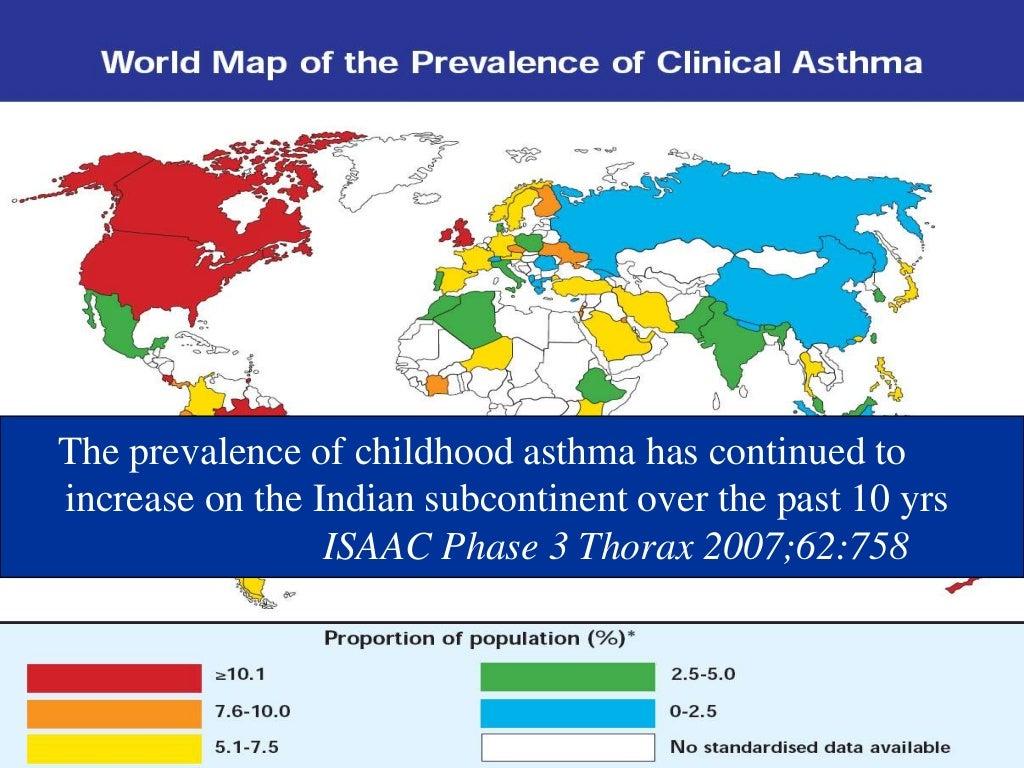 World Map of the Prevalence of Clinical Asthma
The prevalence of childhood asthma has continued to
increase on the Indian subcontinent over the past 10 yrs
ISAAC Phase 3 Thorax 2007;62:758
Proportion of population (%)*
≥10.1
7.6-10.0
5.1-7.5
2.5-5.0
0-2.5
No standardised data available